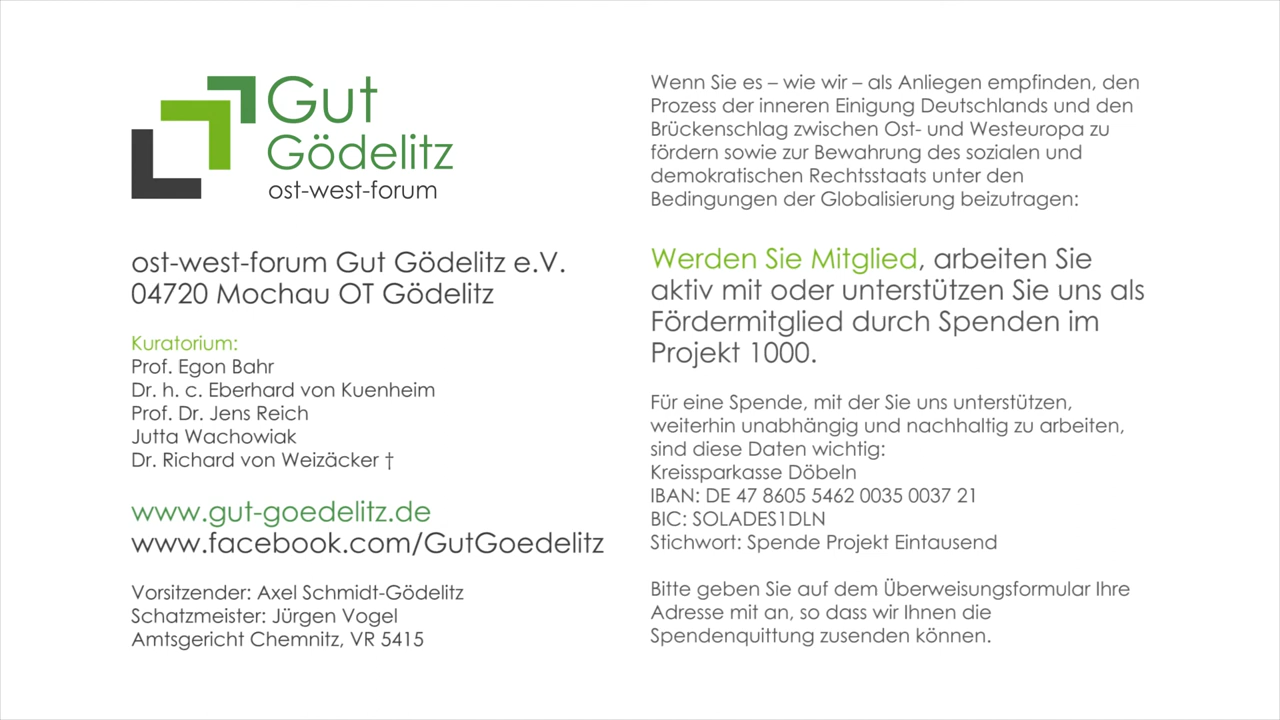 Gut
Gödelitz
ost-west-forum
ost-west-forum Gut Gödelitz e.V.
04720 Mochau OT Gödelitz
Kuratorium:
Prof. Egon Bahr
Dr. h. c. Eberhard von Kuenheim
Prof. Dr. Jens Reich
Jutta Wachowiak
Dr. Richard von Weizäcker †
www.gut-goedelitz.de
www.facebook.com/GutGoedelitz
Vorsitzender: Axel Schmidt-Gödelitz
Schatzmeister: Jürgen Vogel
Amtsgericht Chemnitz, VR 5415
Wenn Sie es – wie wir – als Anliegen empfinden, den
Prozess der inneren Einigung Deutschlands und den
Brückenschlag zwischen Ost- und Westeuropa zu
fördern sowie zur Bewahrung des sozialen und
demokratischen Rechtsstaats unter den
Bedingungen der Globalisierung beizutragen:
Werden Sie Mitglied, arbeiten Sie
aktiv mit oder unterstützen Sie uns als
Fördermitglied durch Spenden im
Projekt 1000.
Für eine Spende, mit der Sie uns unterstützen,
weiterhin unabhängig und nachhaltig zu arbeiten,
sind diese Daten wichtig:
Kreissparkasse Döbeln
IBAN: DE 47 8605 5462 0035 0037 21
BIC: SOLADES1DLN
Stichwort: Spende Projekt Eintausend
Bitte geben Sie auf dem Überweisungsformular Ihre
Adresse mit an, so dass wir Ihnen die
Spendenquittung zusenden können.